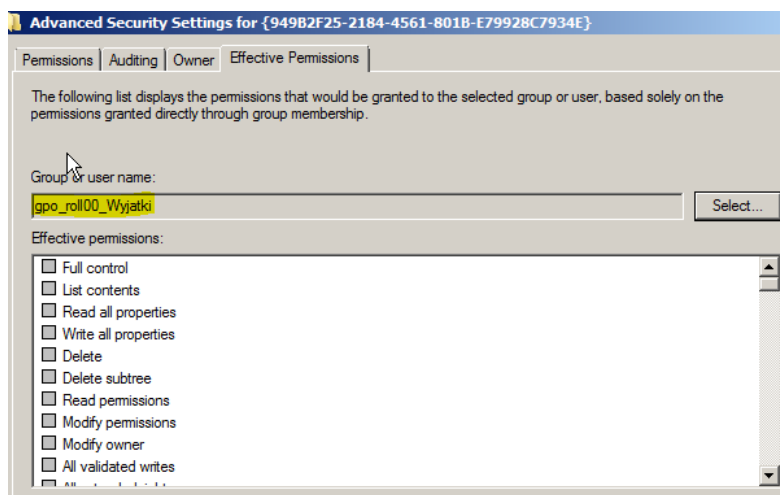 Advanced Security Settings for {949B2F25-2184-4561-801B-E79928C7934E}
Permissions Auditing Owner Effective Permissions
The following list displays the permissions that would be granted to the selected group or user, based solely on the
permissions granted directly through group membership.
Group or user name:
gpo_roll00_Wyjatki Select...
Effective permissions:
Full control
List contents
Read all properties
Write all properties
Delete
Delete subtree
Read permissions
Modify permissions
Modify owner
All validated writes